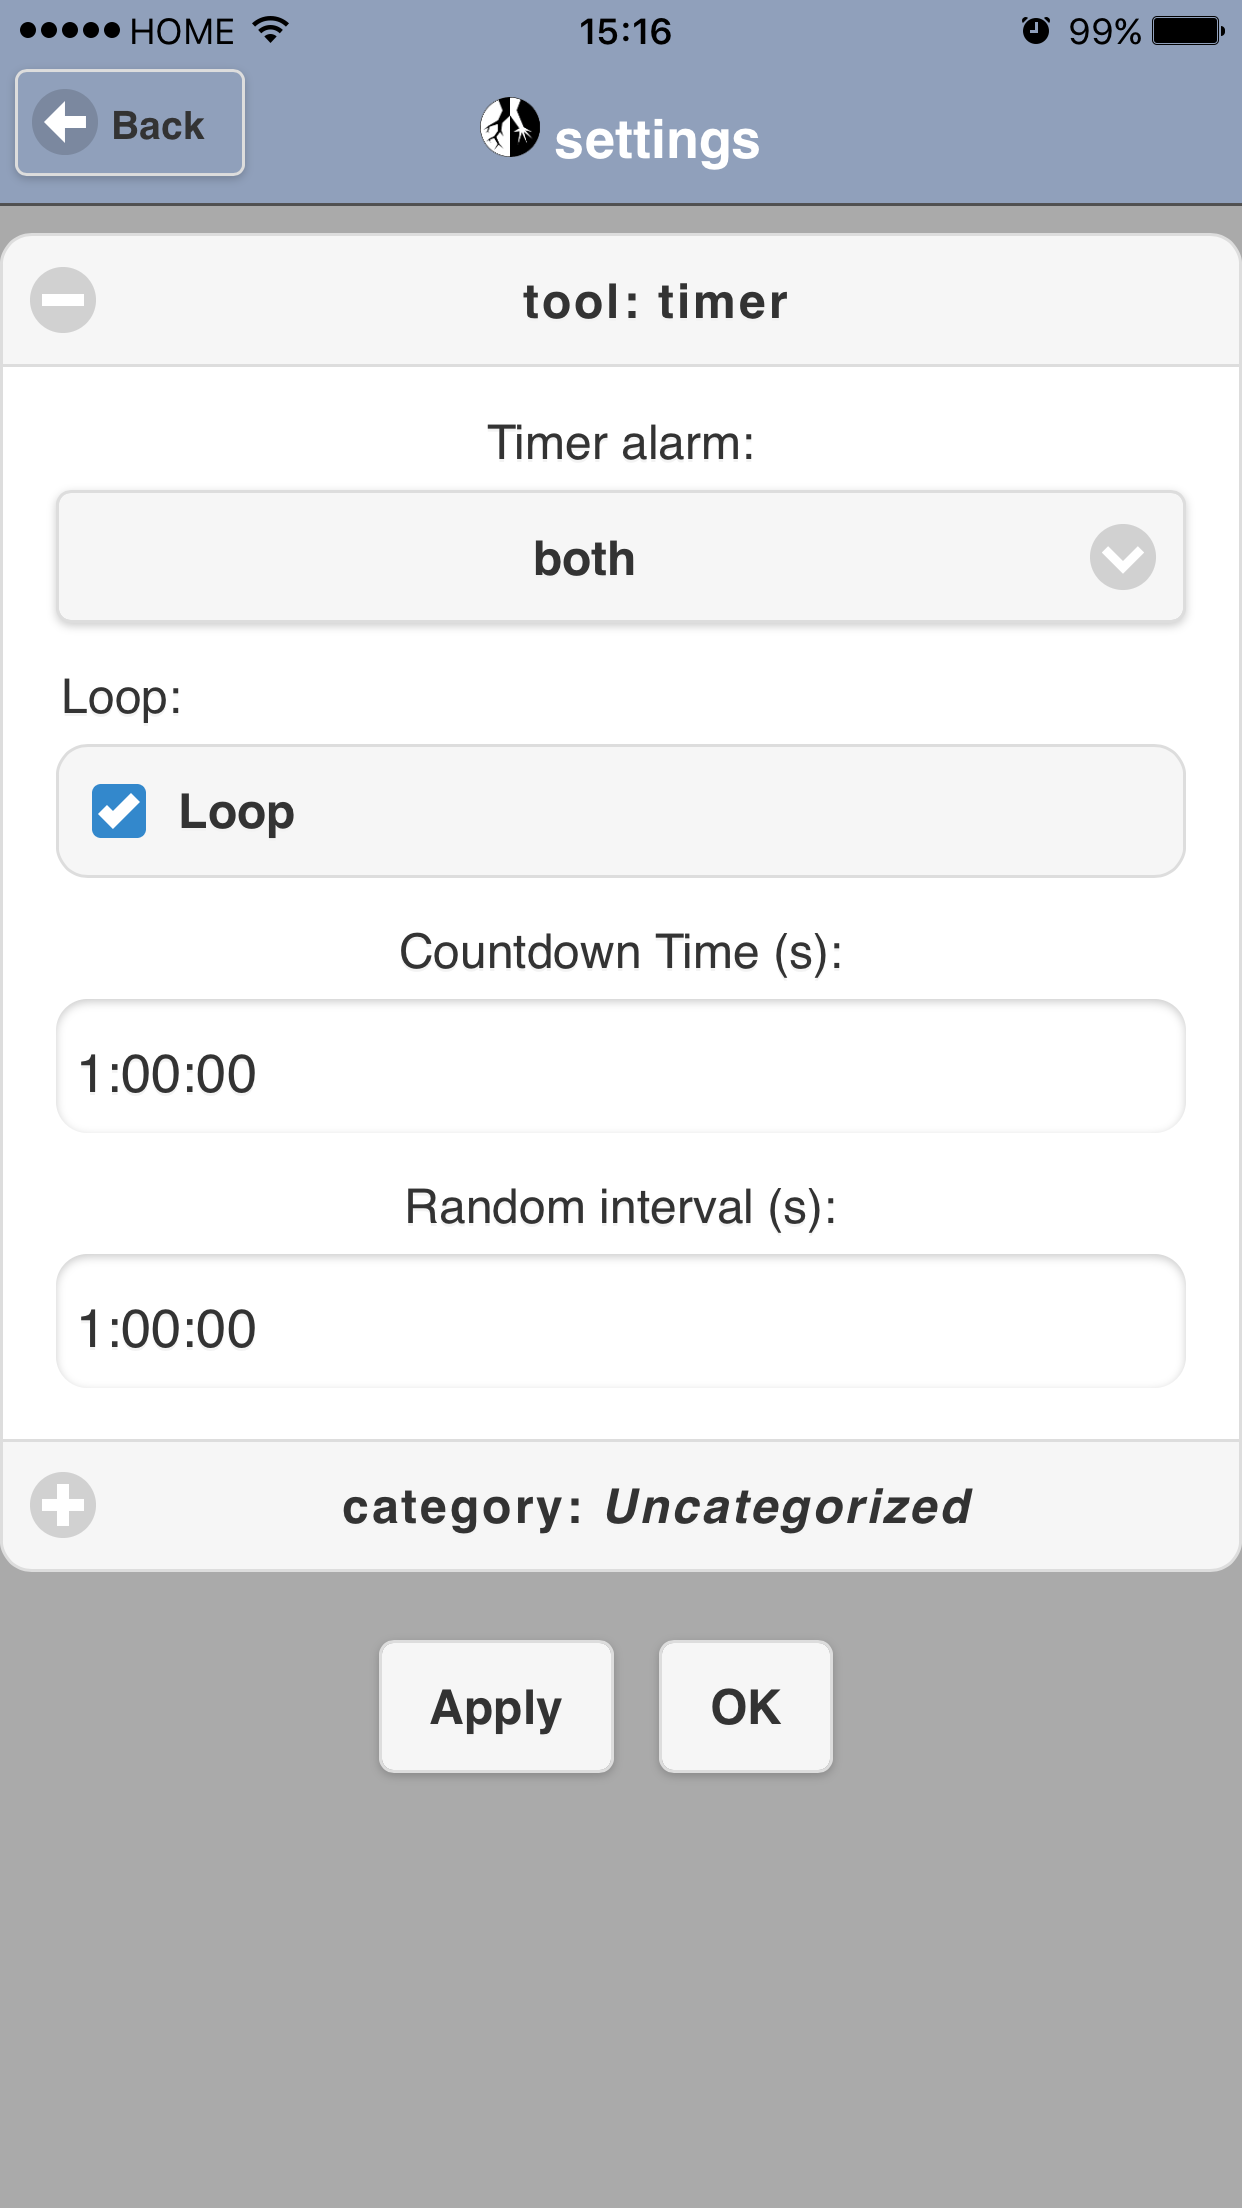 HOME 15:16 99%
Back
settings
tool: timer
Timer alarm:
both
Loop:
Loop
Countdown Time (s):
1:00:00
Random interval (s):
1:00:00
category: Uncategorized
Apply OK